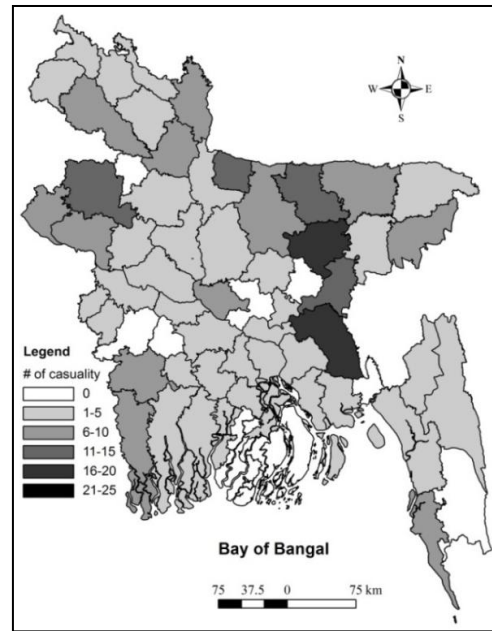 N
W E
S
Legend
# of casuality
0
1-5
6-10
11-15
16-20
21-25
Bay of Bangal
75 37.5 0 75 km